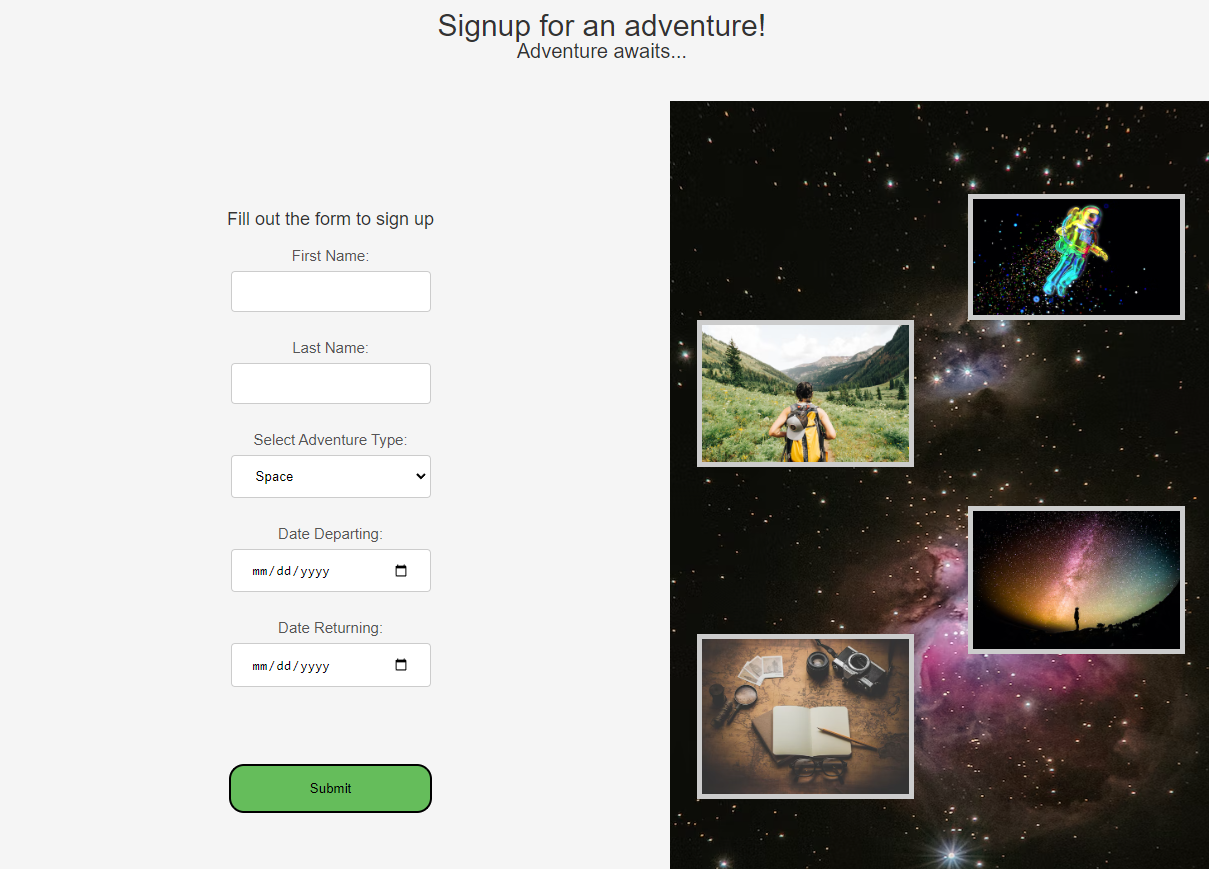 Signup for an adventure!
Adventure awaits...
Fill out the form to sign up
First Name:
Last Name:
Select Adventure Type:
Space
Date Departing:
mm/dd/yyyy
Date Returning:
mm/dd/yyyy
Submit